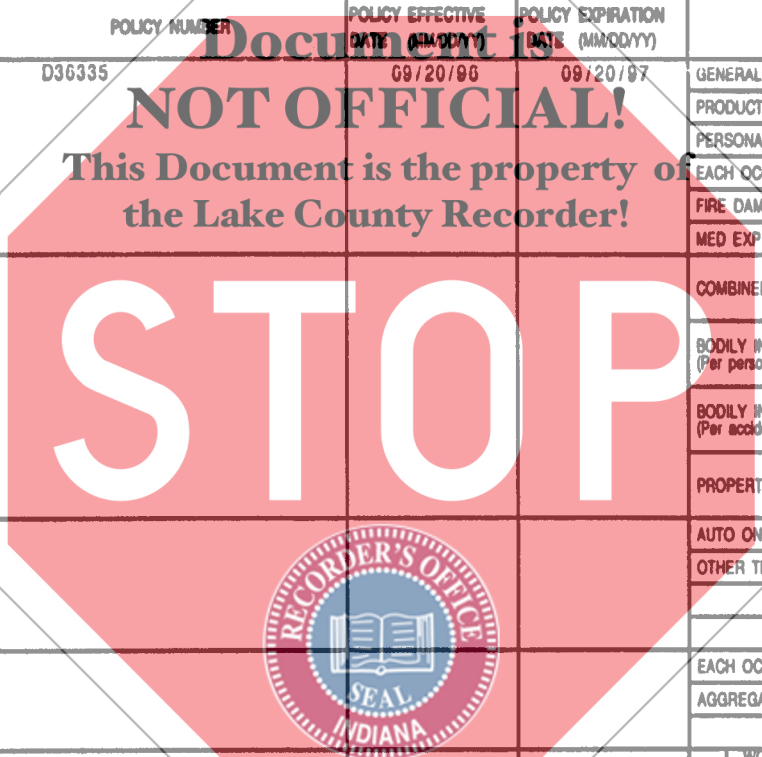 POLICY NUMBER
POLICY EFFECTIVE
DATE (MM/DD/YY)
POLICY EXPIRATION
DATE (MM/DD/YY)
Document is
NOT OFFICIAL!
This Document is the property of
the Lake County Recorder!
D36335
09/20/96
09/20/97
GENERAL
PRODUCT
PERSONA
EACH OC
FIRE DAM
MED EXP
COMBINE
BODILY IN
(Per perso
BODILY IN
(Per accid
PROPERT
AUTO ON
OTHER T
EACH OC
AGGREGA
STOP
RECORDER'S OFFICE
SEAL
INDIANA